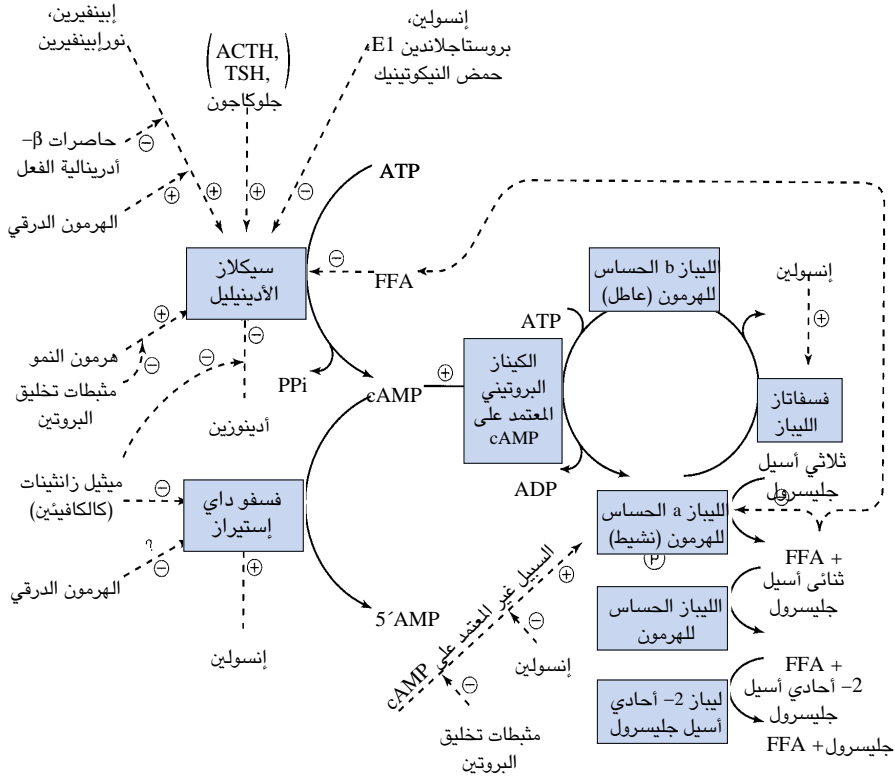 إبينفيرين،
نورإبينفيرين
(ACTH,
TSH,
جلوكاجون)
إنسولين،
بروستاجلاندين E1
حمض النيكوتينيك
حاصرات β–
أدرينالية الفعل
الهرمون الدرقي
ATP
سيكلاز
الأدينيليل
FFA
الليباز b الحساس
للهرمون (عاطل)
إنسولين
هرمون النمو
مثبطات تخليق
البروتين
PPi
cAMP
أدينوزين
ATP
الكيناز
البروتيني
المعتمد على
cAMP
ADP
فسفاتاز
الليباز
ميثيل زانثينات
(كالكافيئين)
فسفو داي
إستيراز
?
الهرمون الدرقي
إنسولين
5´AMP
السبيل غير المعتمد على cAMP
إنسولين
مثبطات تخليق
البروتين
ثلاثي أسيل
جليسرول
الليباز a الحساس
للهرمون (نشيط)
P
FFA +
ثنائى أسيل
جليسرول
الليباز الحساس
للهرمون
FFA +
2– أحادي أسيل
جليسرول
ليباز 2– أحادي
أسيل جليسرول
FFA +جليسرول